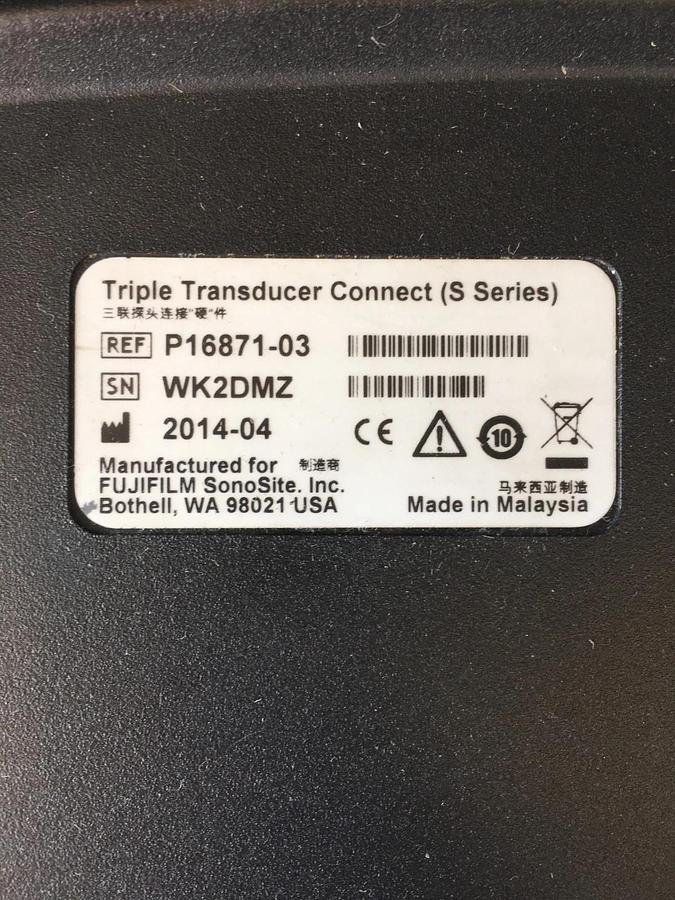 Triple Transducer Connect (S Series)
三联探头连接"硬"件
REF P16871-03
SN WK2DMZ
2014-04
CE
10
Manufactured for 制造商
FUJIFILM SonoSite. Inc.
Bothell, WA 98021 USA
马来西亚制造
Made in Malaysia